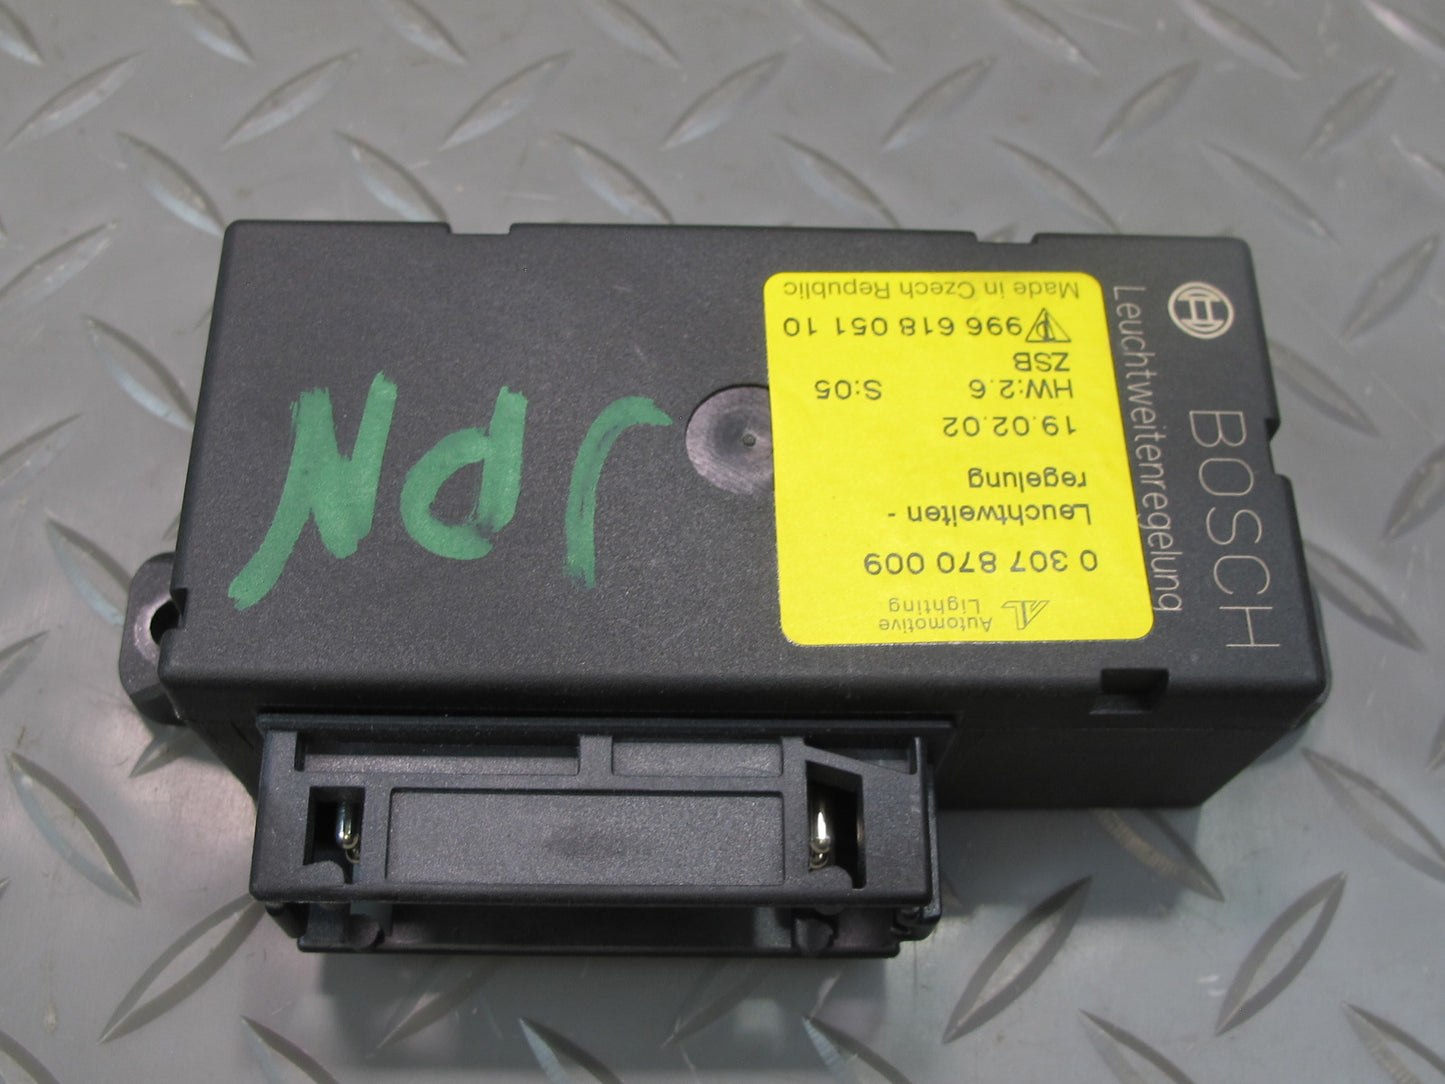 BOSCH
Leuchtweitenregelung
AL Automotive
Lighting
0 307 870 009
Leuchtweiten -
regelung
19.02.02
HW:2.6 S:05
ZSB
996 618 051 10
Made in Czech Republic
JPN